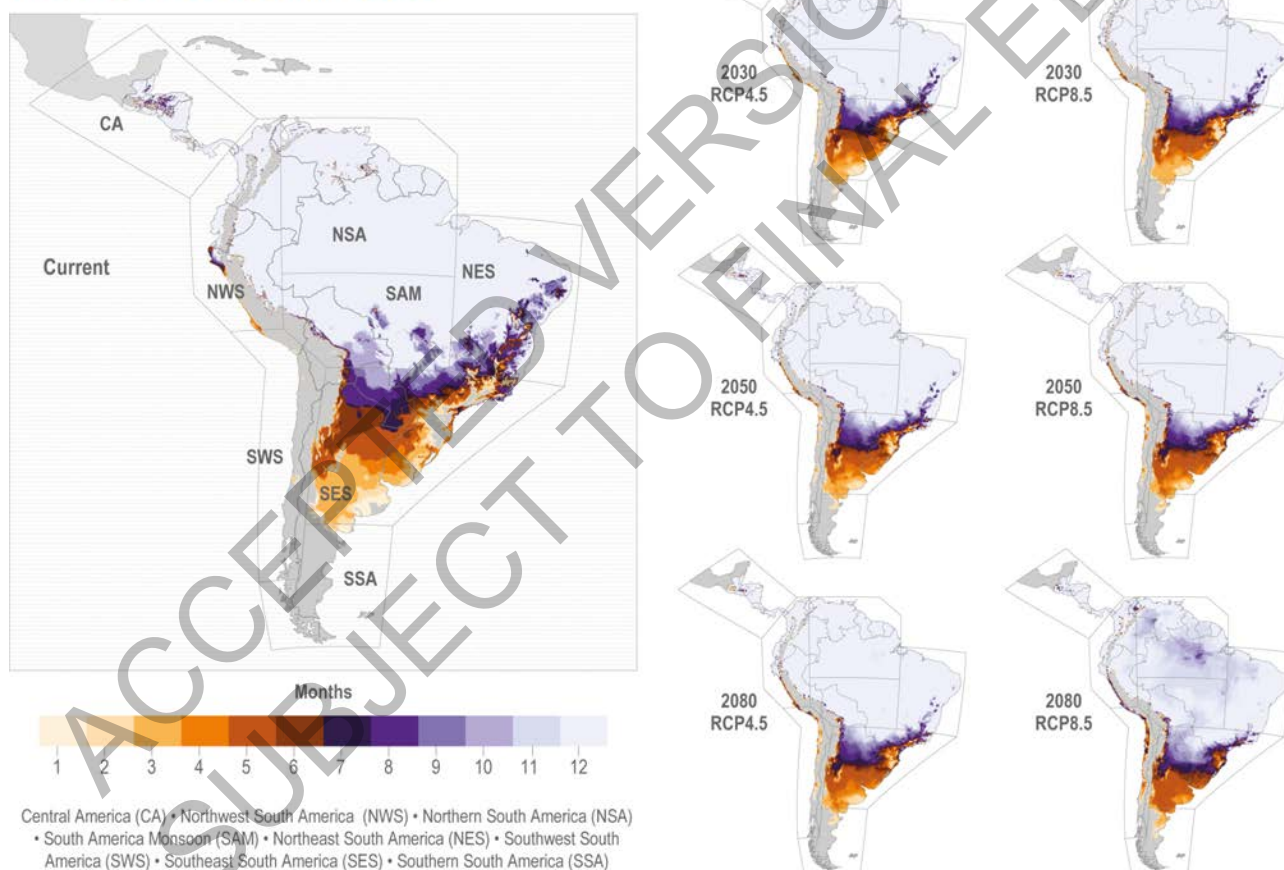 CA
NSA
NES
Current
NWS
SAM
SWS
SES
SSA
2030
RCP4.5
2030
RCP8.5
2050
RCP4.5
2050
RCP8.5
2080
RCP4.5
2080
RCP8.5
Months
1 2 3 4 5 6 7 8 9 10 11 12
Central America (CA) • Northwest South America (NWS) • Northern South America (NSA)
• South America Monsoon (SAM) • Northeast South America (NES) • Southwest South
America (SWS) • Southeast South America (SES) • Southern South America (SSA)
ACCEPTED VERSION
SUBJECT TO FINAL